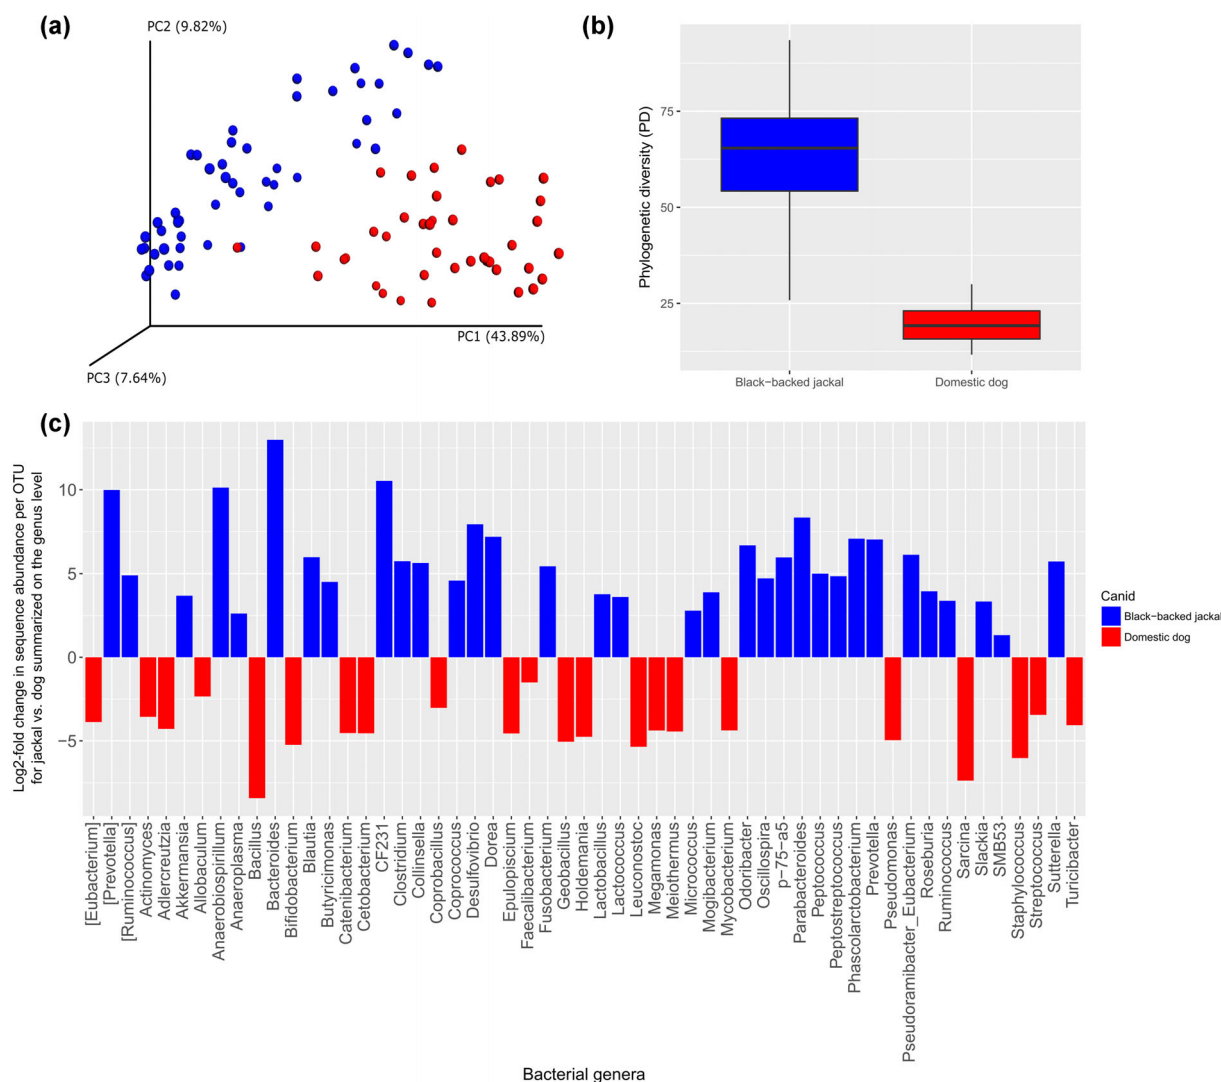 (a)
PC2 (9.82%)
PC1 (43.89%)
PC3 (7.64%)
(b)
Phylogenetic diversity (PD)
75
50
25
Black−backed jackal
Domestic dog
(c)
Log2-fold change in sequence abundance per OTU
for jackal vs. dog summarized on the genus level
10
5
0
−5
[Eubacterium]
[Prevotella]
[Ruminococcus]
Actinomyces
Adlercreutzia
Akkermansia
Allobaculum
Anaerobiospirillum
Anaeroplasma
Bacillus
Bacteroides
Bifidobacterium
Blautia
Butyricimonas
Catenibacterium
Cetobacterium
CF231
Clostridium
Collinsella
Coprobacillus
Coprococcus
Desulfovibrio
Dorea
Epulopiscium
Faecalibacterium
Fusobacterium
Geobacillus
Holdemania
Lactobacillus
Lactococcus
Leuconostoc
Megamonas
Meiothermus
Micrococcus
Mogibacterium
Mycobacterium
Odoribacter
Oscillospira
p−75−a5
Parabacteroides
Peptococcus
Peptostreptococcus
Phascolarctobacterium
Prevotella
Pseudomonas
Pseudoramibacter_Eubacterium
Roseburia
Ruminococcus
Sarcina
Slackia
SMB53
Staphylococcus
Streptococcus
Sutterella
Turicibacter
Bacterial genera
Canid
Black−backed jackal
Domestic dog